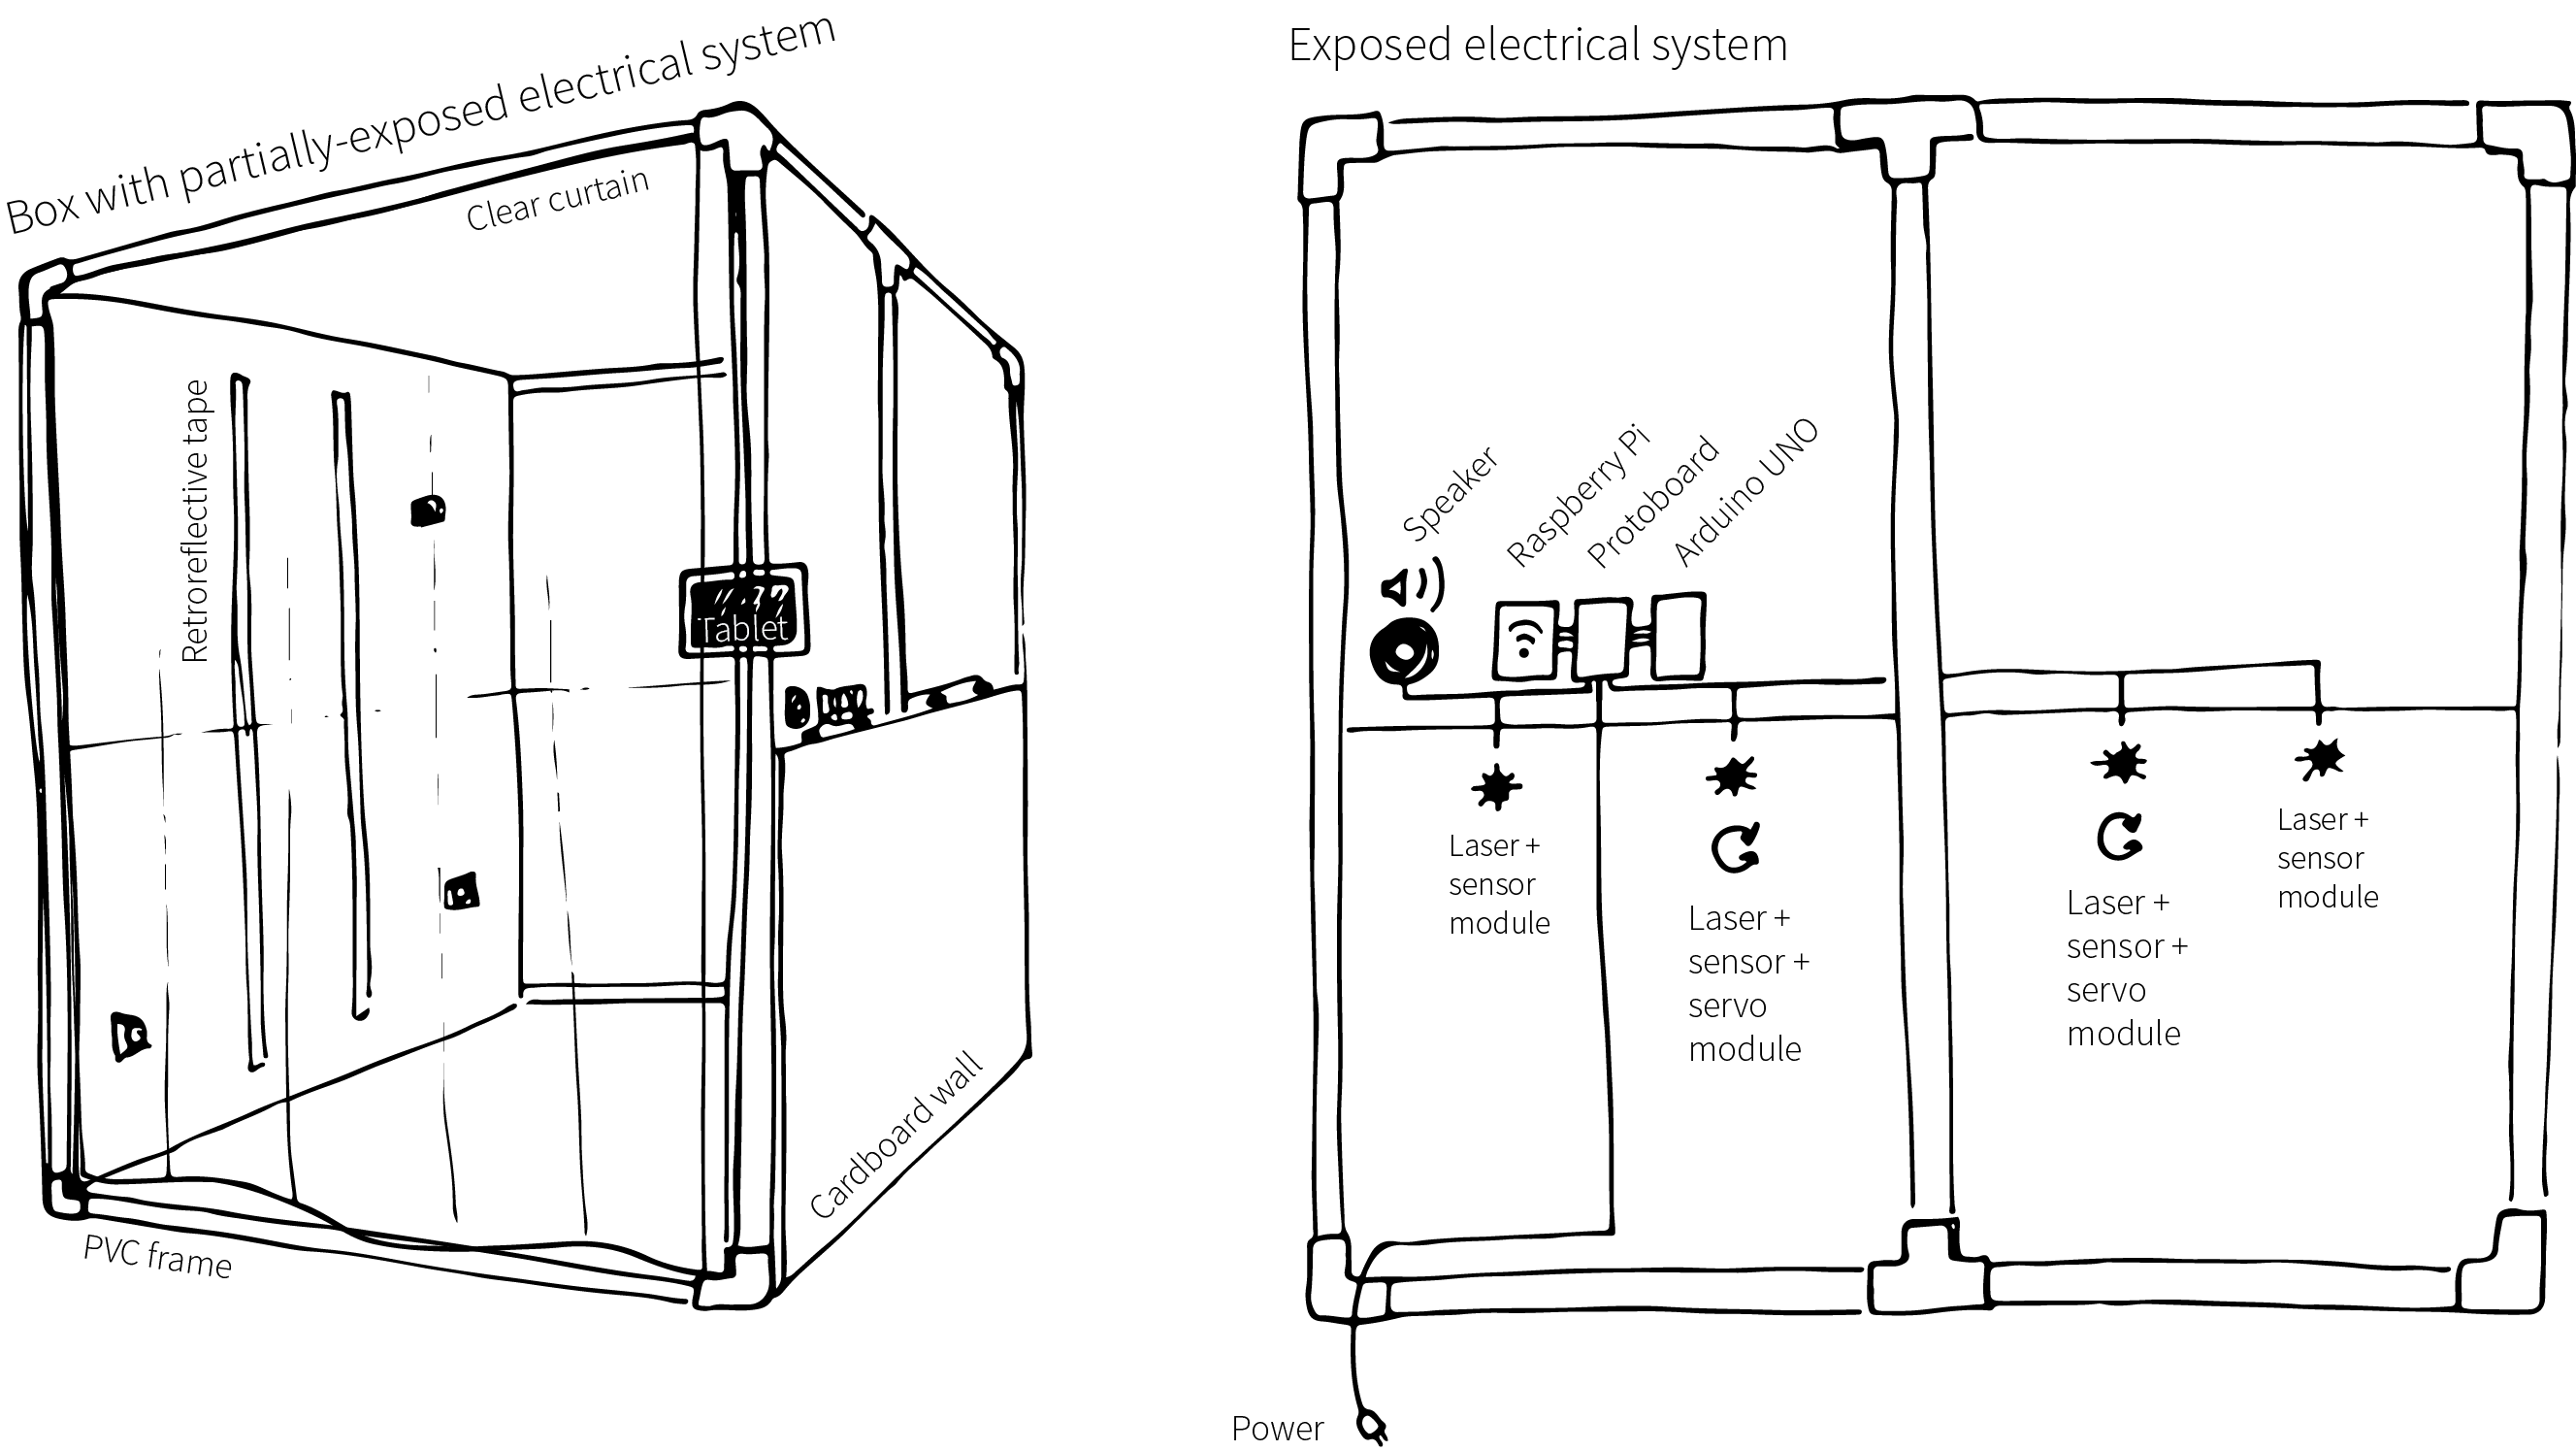 Box with partially-exposed electrical system
Clear curtain
Retroreflective tape
Tablet
Cardboard wall
PVC frame
Exposed electrical system
Speaker
Raspberry Pi
Protoboard
Arduino UNO
Laser +
sensor
module
Laser +
sensor +
servo
module
Laser +
sensor +
servo
module
Laser +
sensor
module
Power